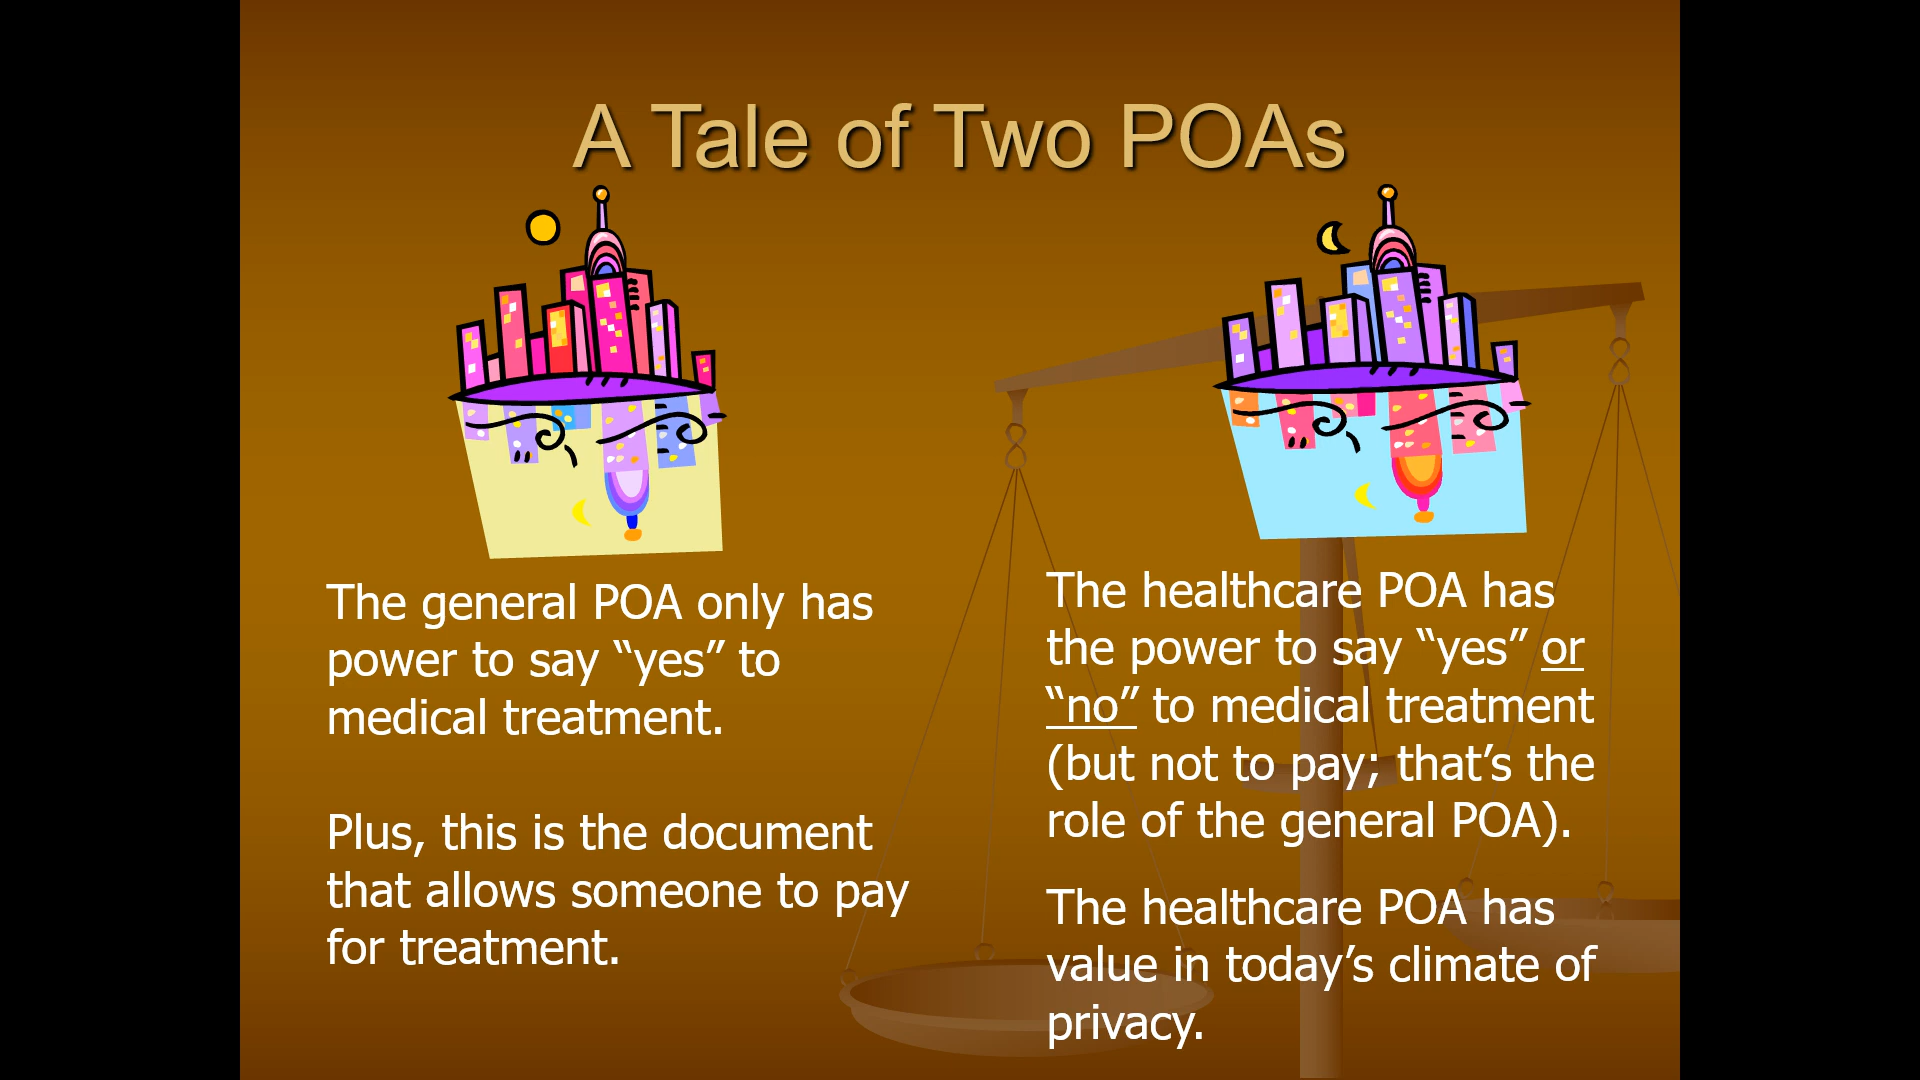 A Tale of Two POAs
The general POA only has
power to say “yes” to
medical treatment.
Plus, this is the document
that allows someone to pay
for treatment.
The healthcare POA has
the power to say “yes” or
“no” to medical treatment
(but not to pay; that’s the
role of the general POA).
The healthcare POA has
value in today’s climate of
privacy.